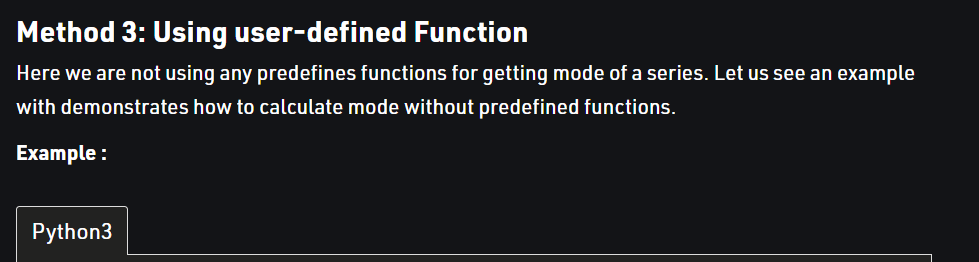 Method 3: Using user-defined Function
Here we are not using any predefines functions for getting mode of a series. Let us see an example
with demonstrates how to calculate mode without predefined functions.
Example :
Python3